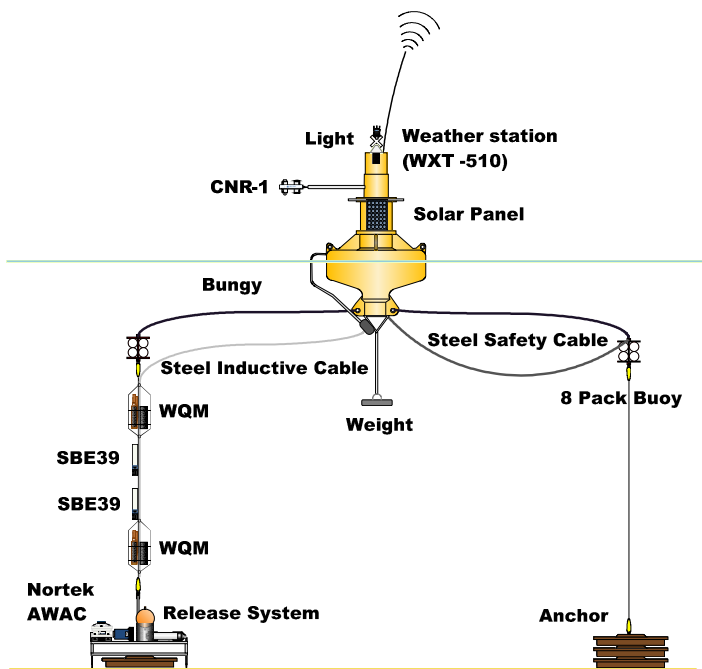 Light
Weather station
(WXT -510)
CNR-1
Solar Panel
Bungy
Steel Safety Cable
Steel Inductive Cable
8 Pack Buoy
WQM
Weight
SBE39
SBE39
WQM
Nortek
AWAC
Release System
Anchor